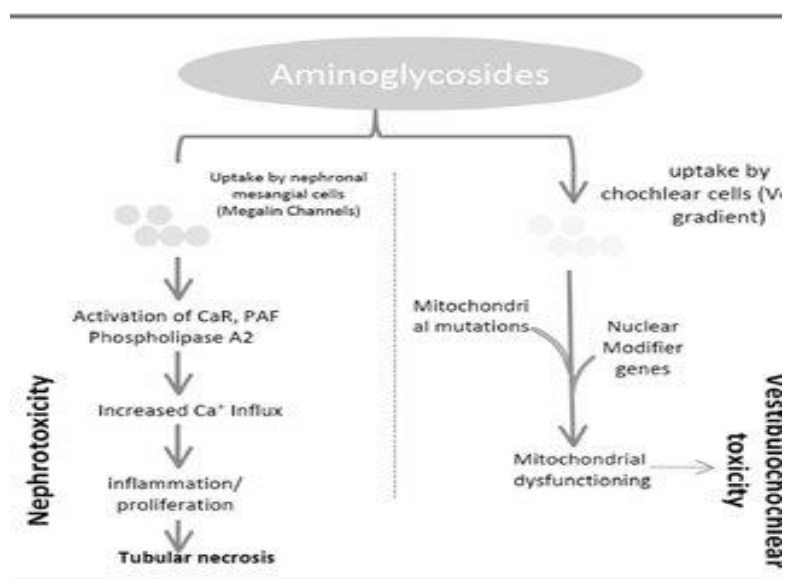 Aminoglycosides
Uptake by nephronal
mesangial cells
(Megalin Channels)
Activation of CaR, PAF
Phospholipase A2
Increased Ca⁺ Influx
inflammation/
proliferation
Tubular necrosis
Nephrotoxicity
uptake by
chochlear cells (V
gradient)
Mitochondri
al mutations
Nuclear
Modifier
genes
Mitochondrial
dysfunctioning
Vestibulochochlear
toxicity